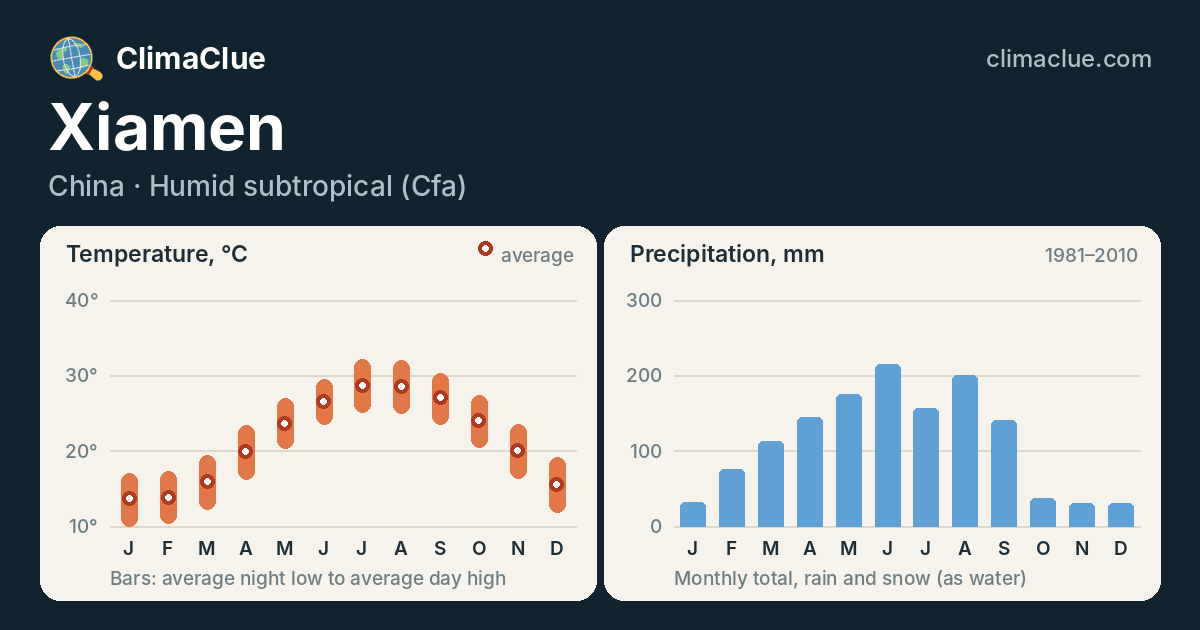 ClimaClue
climaclue.com
Xiamen
China · Humid subtropical (Cfa)
Temperature, °C
average
40°
30°
20°
10°
J F M A M J J A S O N D
Bars: average night low to average day high
Precipitation, mm
1981–2010
300
200
100
0
J F M A M J J A S O N D
Monthly total, rain and snow (as water)